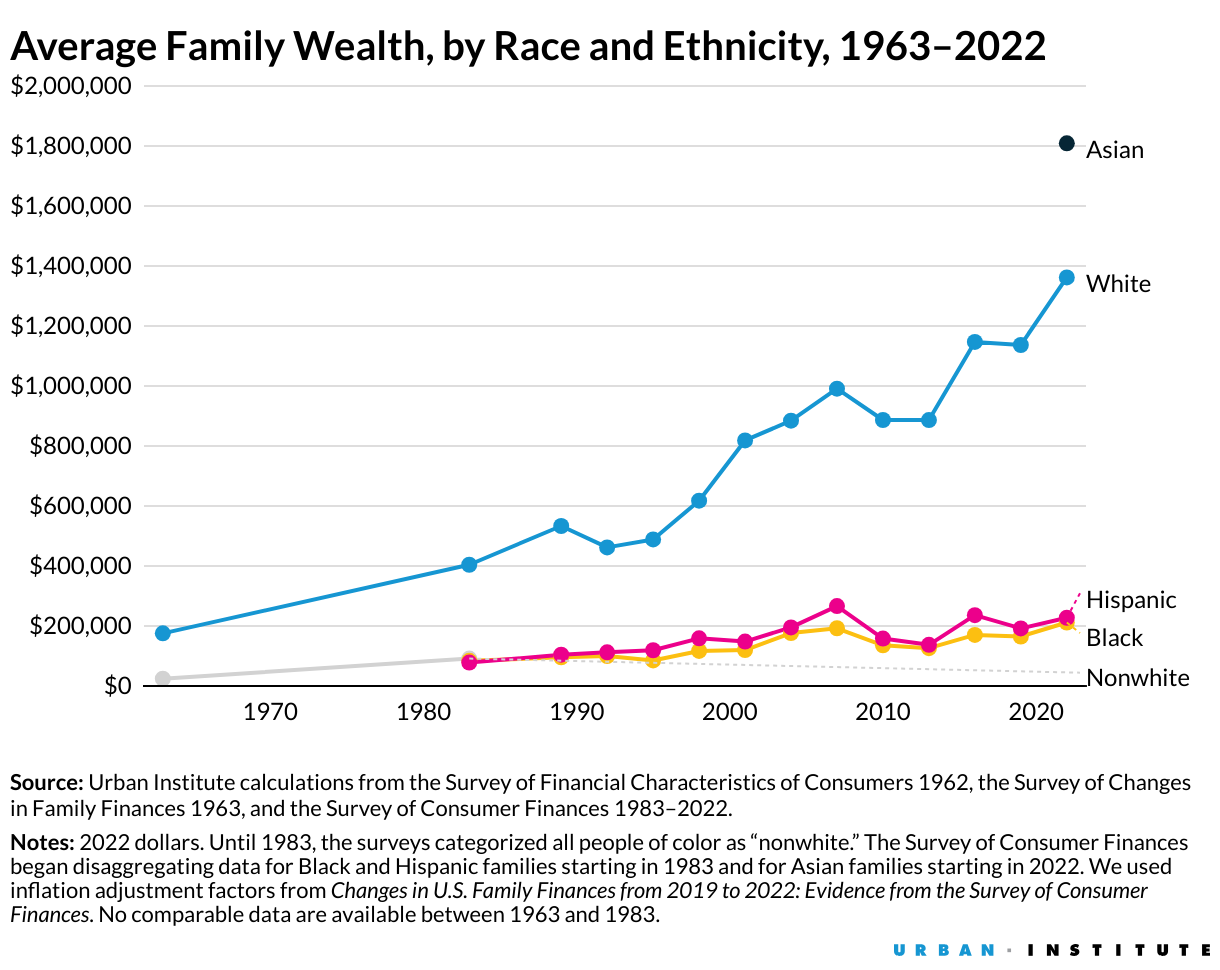 Average Family Wealth, by Race and Ethnicity, 1963–2022
$2,000,000
$1,800,000
Asian
$1,600,000
$1,400,000
White
$1,200,000
$1,000,000
$800,000
$600,000
$400,000
Hispanic
$200,000
Black
Nonwhite
$0
1970 1980 1990 2000 2010 2020
Source: Urban Institute calculations from the Survey of Financial Characteristics of Consumers 1962, the Survey of Changes
in Family Finances 1963, and the Survey of Consumer Finances 1983–2022.
Notes: 2022 dollars. Until 1983, the surveys categorized all people of color as “nonwhite.” The Survey of Consumer Finances
began disaggregating data for Black and Hispanic families starting in 1983 and for Asian families starting in 2022. We used
inflation adjustment factors from Changes in U.S. Family Finances from 2019 to 2022: Evidence from the Survey of Consumer
Finances. No comparable data are available between 1963 and 1983.
URBAN · INSTITUTE